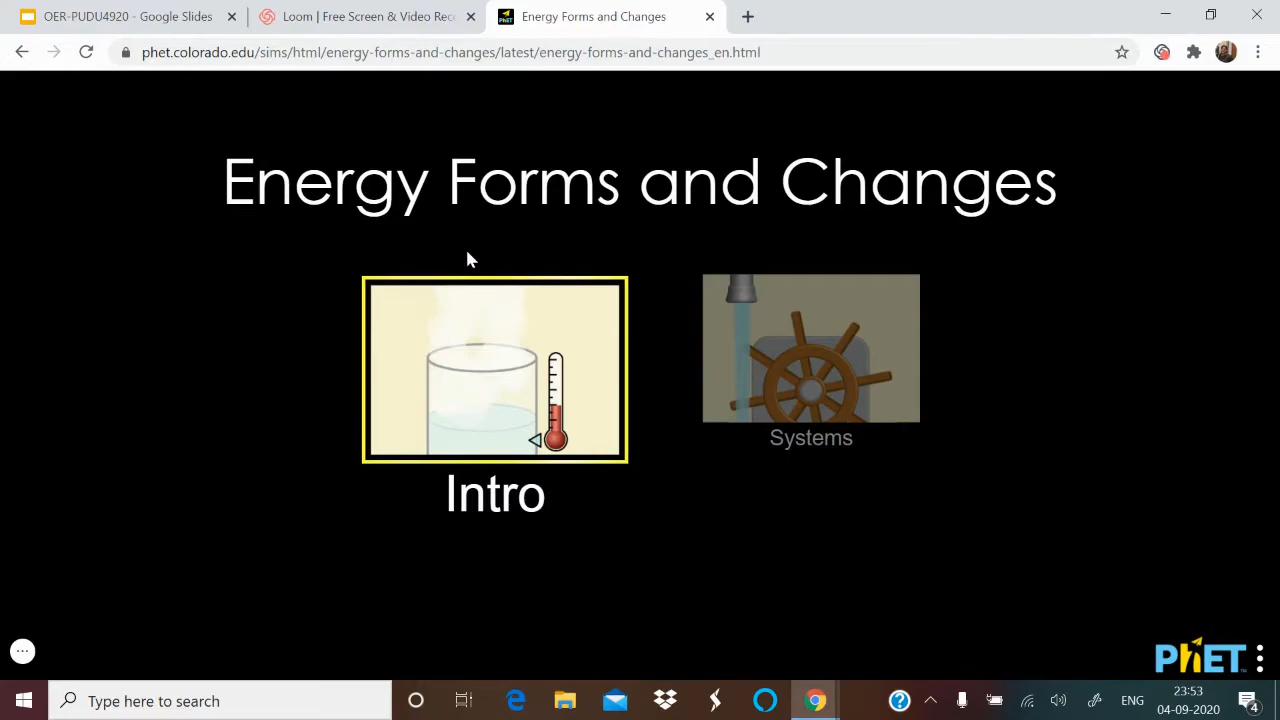 OER-PUDU4920 - Google Slides
Loom | Free Screen & Video Rec
Energy Forms and Changes
phet.colorado.edu/sims/html/energy-forms-and-changes/latest/energy-forms-and-changes_en.html
Energy Forms and Changes
Intro
Systems
PhET
Type here to search
ENG
23:53
04-09-2020
4